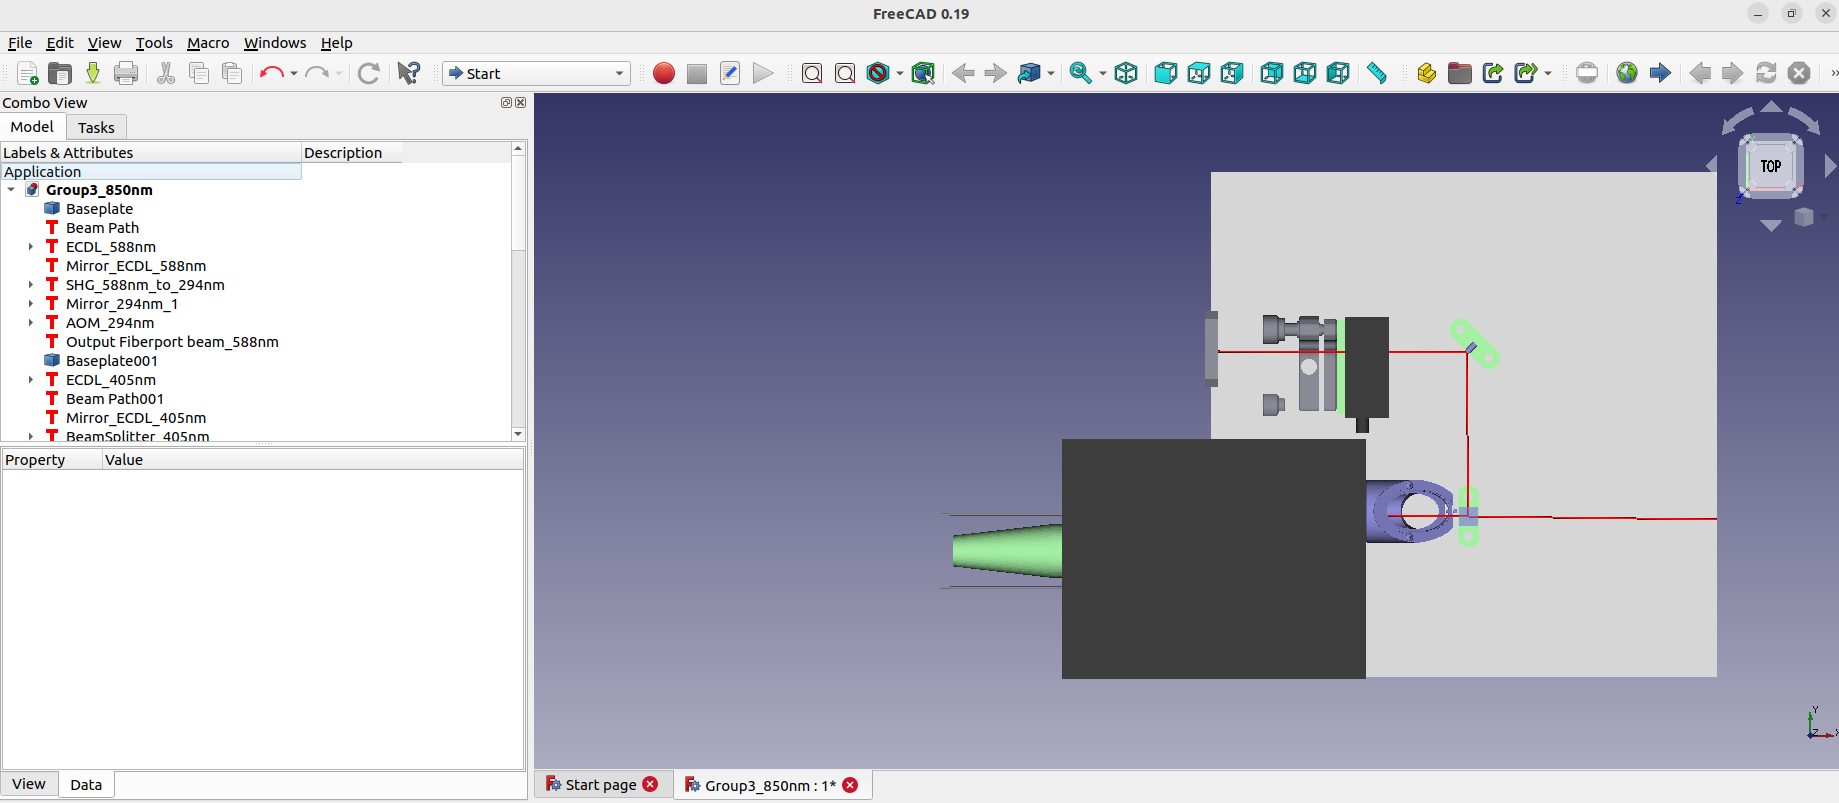 FreeCAD 0.19
File Edit View Tools Macro Windows Help
Start
Combo View
Model Tasks
Labels & Attributes Description
Application
Group3_850nm
Baseplate
Beam Path
ECDL_588nm
Mirror_ECDL_588nm
SHG_588nm_to_294nm
Mirror_294nm_1
AOM_294nm
Output Fiberport beam_588nm
Baseplate001
ECDL_405nm
Beam Path001
Mirror_ECDL_405nm
BeamSplitter_405nm
Property Value
View Data
TOP
Z
Y
Z X
Start page
Group3_850nm : 1*